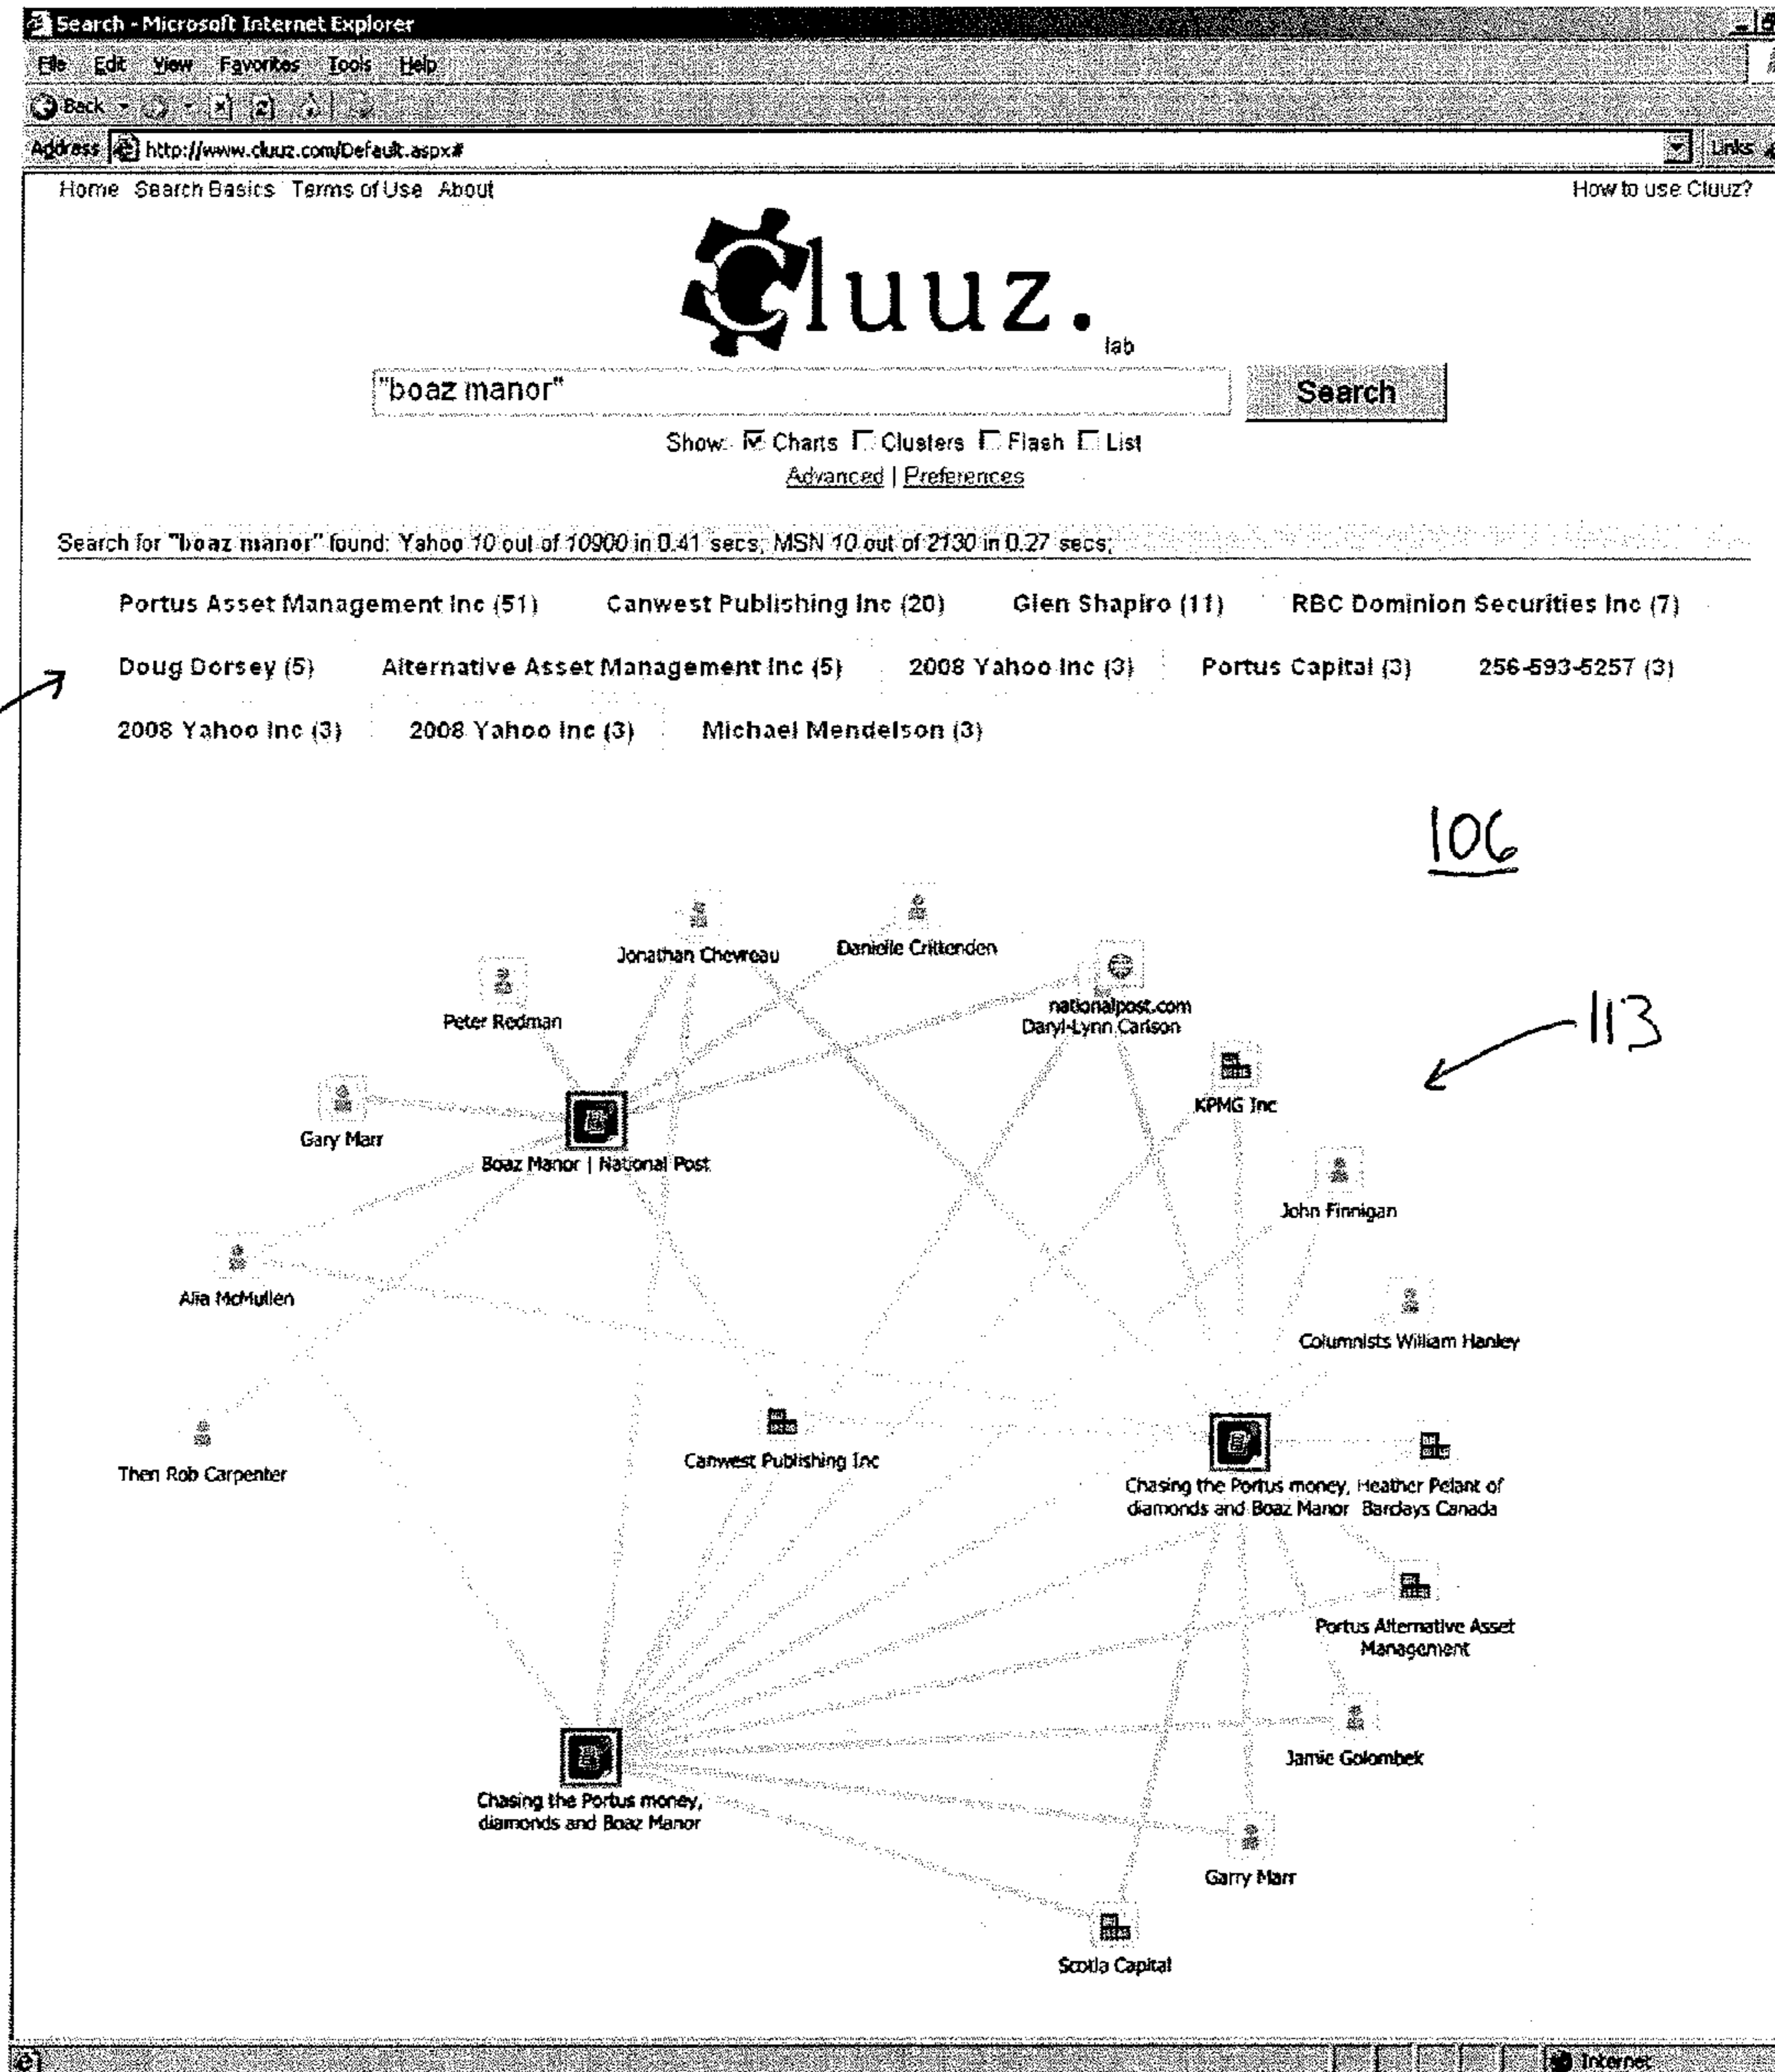 Search - Microsoft Internet Explorer
File Edit View Favorites Tools Help
Back
Address http://www.cluuz.com/Default.aspx# Links
Home Search Basics Terms of Use About How to use Cluuz?
Cluuz.
lab
"boaz manor" Search
Show: Charts Clusters Flash List
Advanced | Preferences
Search for "boaz manor" found: Yahoo 10 out of 10900 in 0.41 secs; MSN 10 out of 2130 in 0.27 secs;
Portus Asset Management Inc (51) Canwest Publishing Inc (20) Glen Shapiro (11) RBC Dominion Securities Inc (7)
Doug Dorsey (5) Alternative Asset Management Inc (5) 2008 Yahoo Inc (3) Portus Capital (3) 256-593-5257 (3)
2008 Yahoo Inc (3) 2008 Yahoo Inc (3) Michael Mendelson (3)
106
Jonathan Chevreau
Danielle Crittenden
Peter Redman
nationalpost.com
Daryl-Lynn Carlson
113
KPMG Inc
Gary Marr
Boaz Manor | National Post
John Finnigan
Alia McMullen
Columnists William Hanley
Then Rob Carpenter
Canwest Publishing Inc
Chasing the Portus money, Heather Pelant of
diamonds and Boaz Manor Barclays Canada
Portus Alternative Asset
Management
Jamie Golombek
Chasing the Portus money,
diamonds and Boaz Manor
Garry Marr
Scotia Capital
Internet